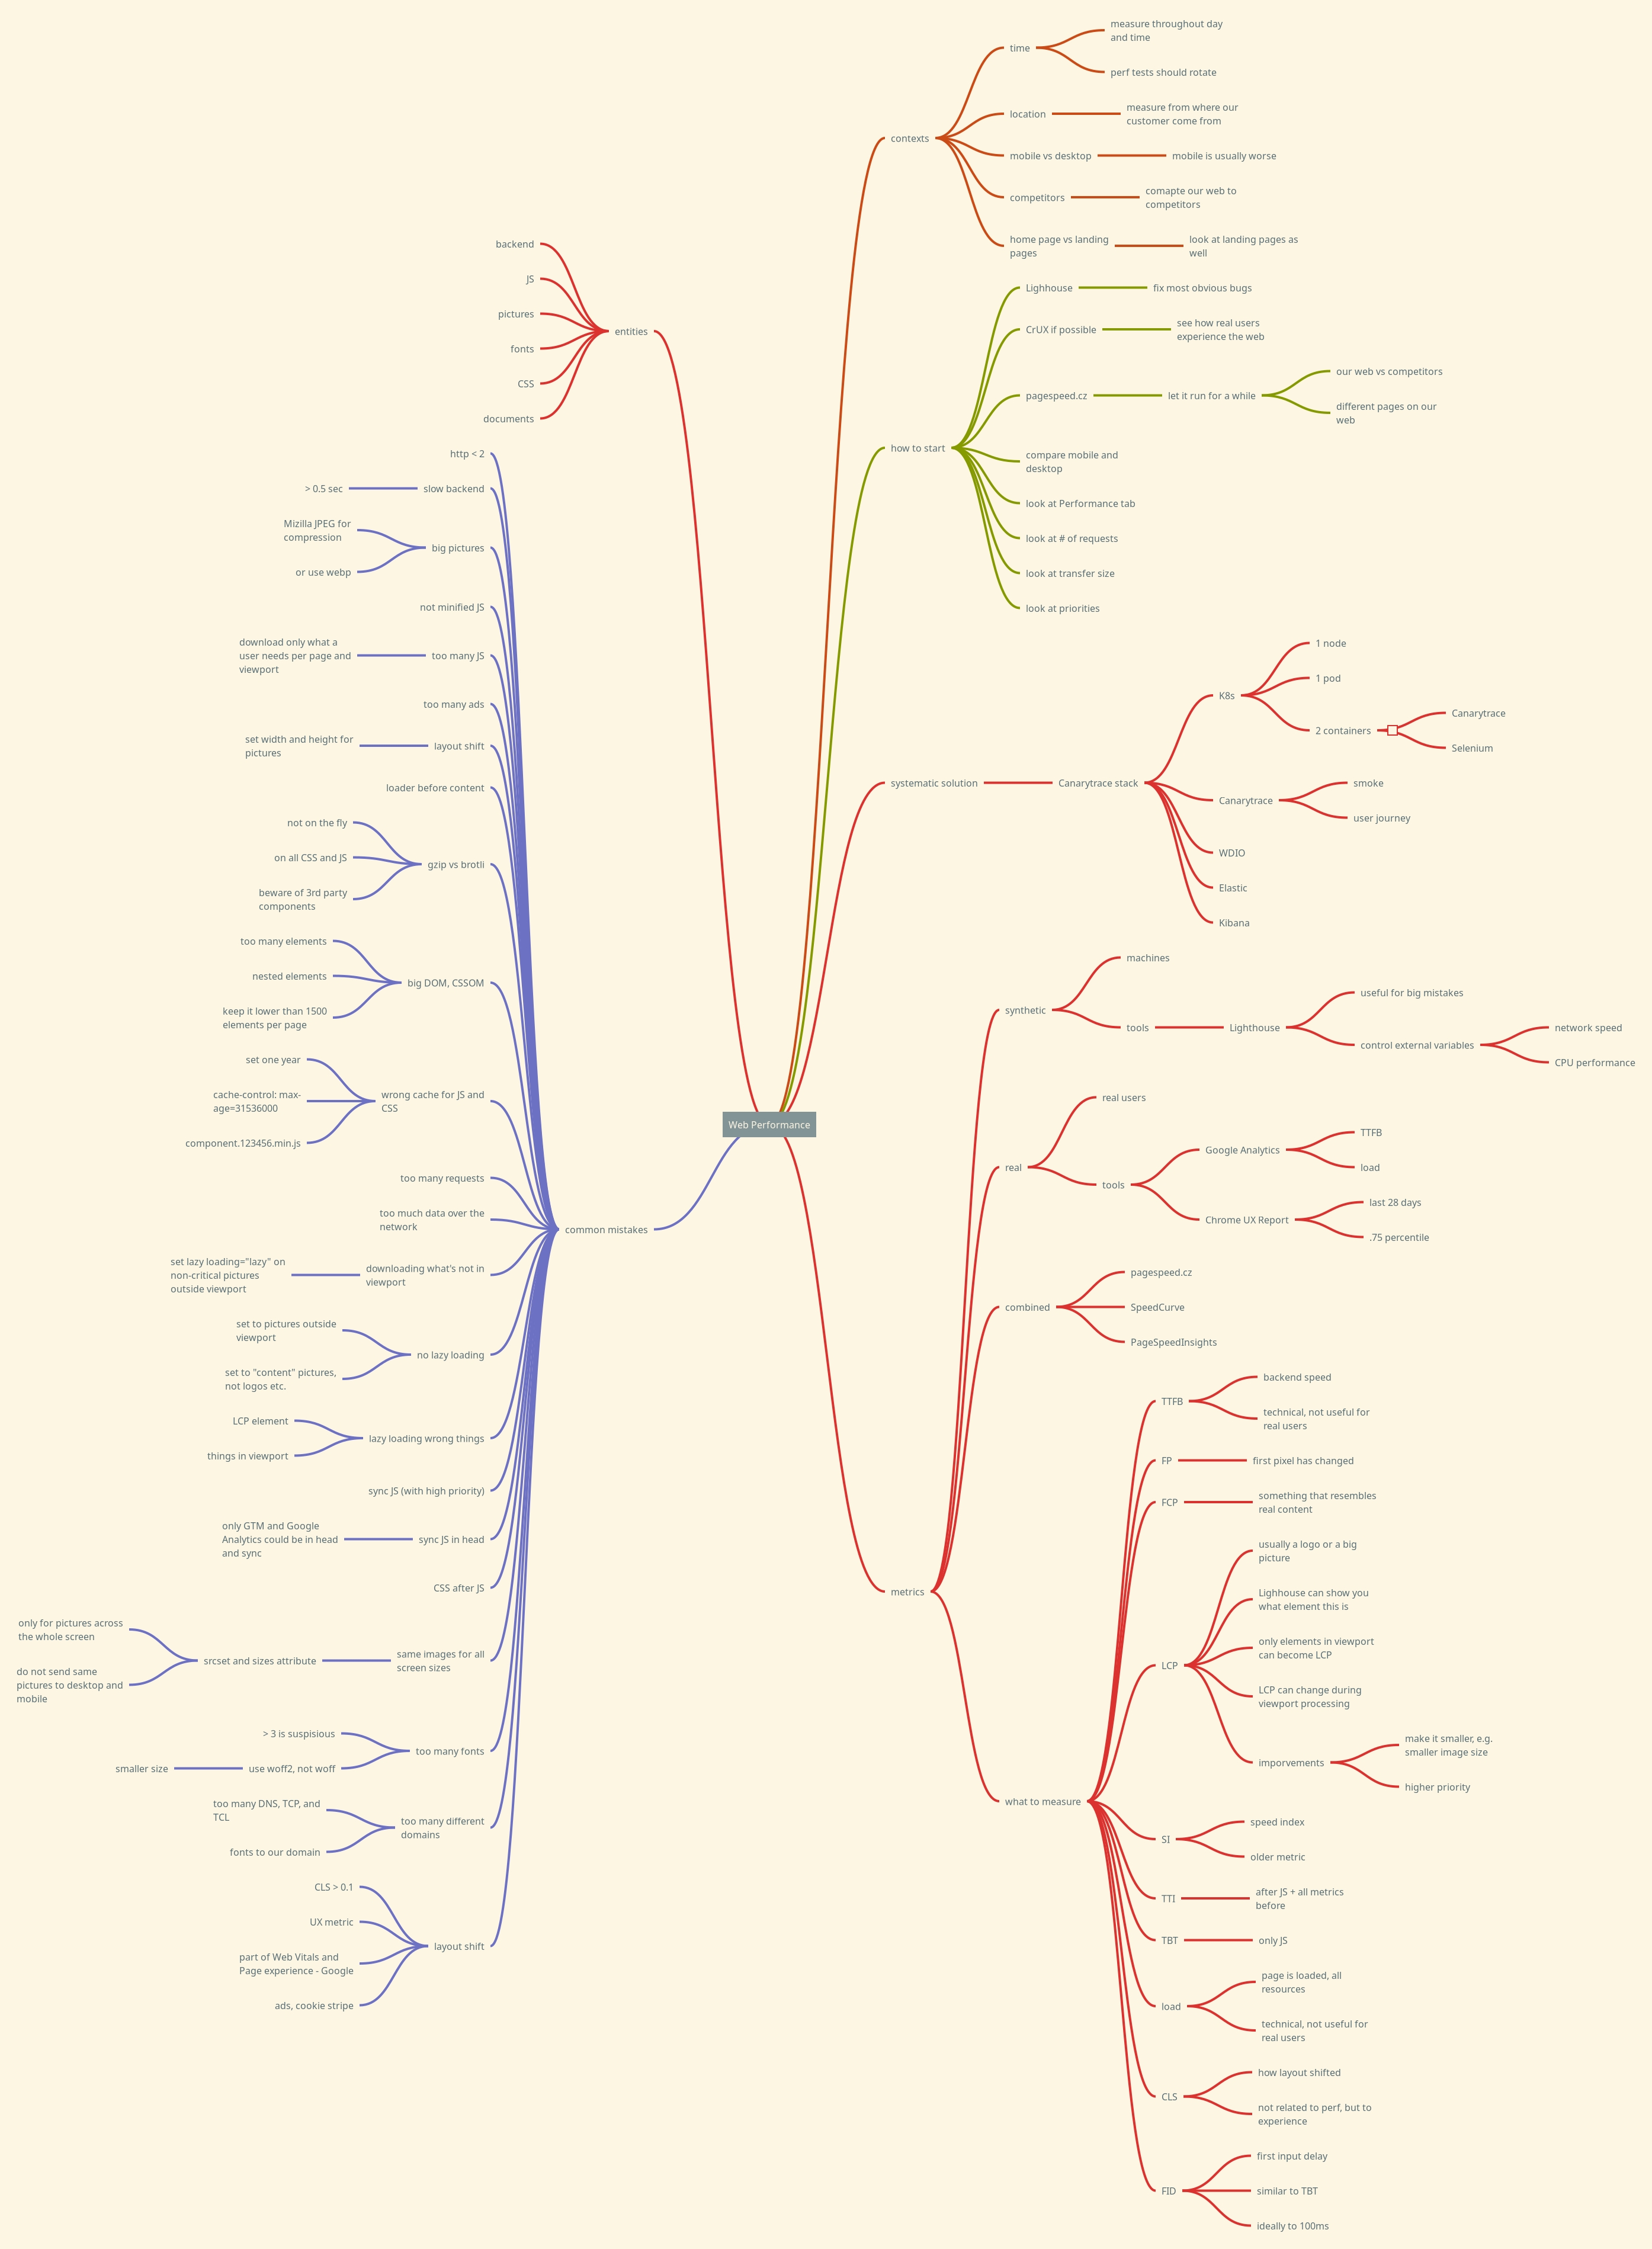 Web Performance
contexts
time
measure throughout day
and time
perf tests should rotate
location
measure from where our
customer come from
mobile vs desktop
mobile is usually worse
competitors
comapte our web to
competitors
home page vs landing
pages
look at landing pages as
well
how to start
Lighhouse
fix most obvious bugs
CrUX if possible
see how real users
experience the web
pagespeed.cz
let it run for a while
our web vs competitors
different pages on our
web
compare mobile and
desktop
look at Performance tab
look at # of requests
look at transfer size
look at priorities
systematic solution
Canarytrace stack
K8s
1 node
1 pod
2 containers
Canarytrace
Selenium
Canarytrace
smoke
user journey
WDIO
Elastic
Kibana
metrics
synthetic
machines
tools
Lighthouse
useful for big mistakes
control external variables
network speed
CPU performance
real
real users
tools
Google Analytics
TTFB
load
Chrome UX Report
last 28 days
.75 percentile
combined
pagespeed.cz
SpeedCurve
PageSpeedInsights
what to measure
TTFB
backend speed
technical, not useful for
real users
FP
first pixel has changed
FCP
something that resembles
real content
LCP
usually a logo or a big
picture
Lighhouse can show you
what element this is
only elements in viewport
can become LCP
LCP can change during
viewport processing
imporvements
make it smaller, e.g.
smaller image size
higher priority
SI
speed index
older metric
TTI
after JS + all metrics
before
TBT
only JS
load
page is loaded, all
resources
technical, not useful for
real users
CLS
how layout shifted
not related to perf, but to
experience
FID
first input delay
similar to TBT
ideally to 100ms
entities
backend
JS
pictures
fonts
CSS
documents
common mistakes
http < 2
slow backend
> 0.5 sec
big pictures
Mizilla JPEG for
compression
or use webp
not minified JS
too many JS
download only what a
user needs per page and
viewport
too many ads
layout shift
set width and height for
pictures
loader before content
gzip vs brotli
not on the fly
on all CSS and JS
beware of 3rd party
components
big DOM, CSSOM
too many elements
nested elements
keep it lower than 1500
elements per page
wrong cache for JS and
CSS
set one year
cache-control: max-
age=31536000
component.123456.min.js
too many requests
too much data over the
network
downloading what's not in
viewport
set lazy loading="lazy" on
non-critical pictures
outside viewport
no lazy loading
set to pictures outside
viewport
set to "content" pictures,
not logos etc.
lazy loading wrong things
LCP element
things in viewport
sync JS (with high priority)
sync JS in head
only GTM and Google
Analytics could be in head
and sync
CSS after JS
same images for all
screen sizes
srcset and sizes attribute
only for pictures across
the whole screen
do not send same
pictures to desktop and
mobile
too many fonts
> 3 is suspisious
use woff2, not woff
smaller size
too many different
domains
too many DNS, TCP, and
TCL
fonts to our domain
layout shift
CLS > 0.1
UX metric
part of Web Vitals and
Page experience - Google
ads, cookie stripe